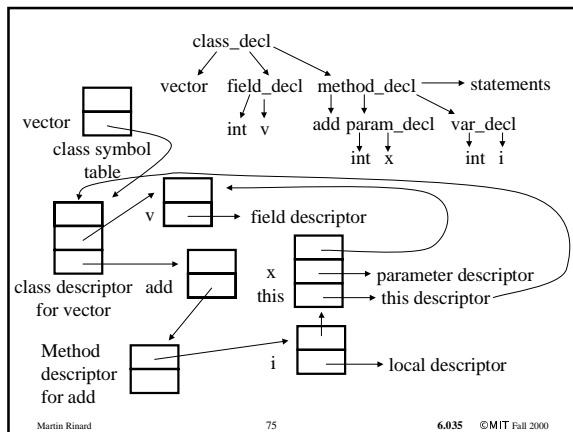 class_decl
vector field_decl method_decl statements
int v add param_decl var_decl
int x int i
vector
class symbol
table
v field descriptor
x parameter descriptor
this this descriptor
class descriptor
for vector
add
Method
descriptor
for add
i local descriptor
Martin Rinard 75 6.035 ©MIT Fall 2000